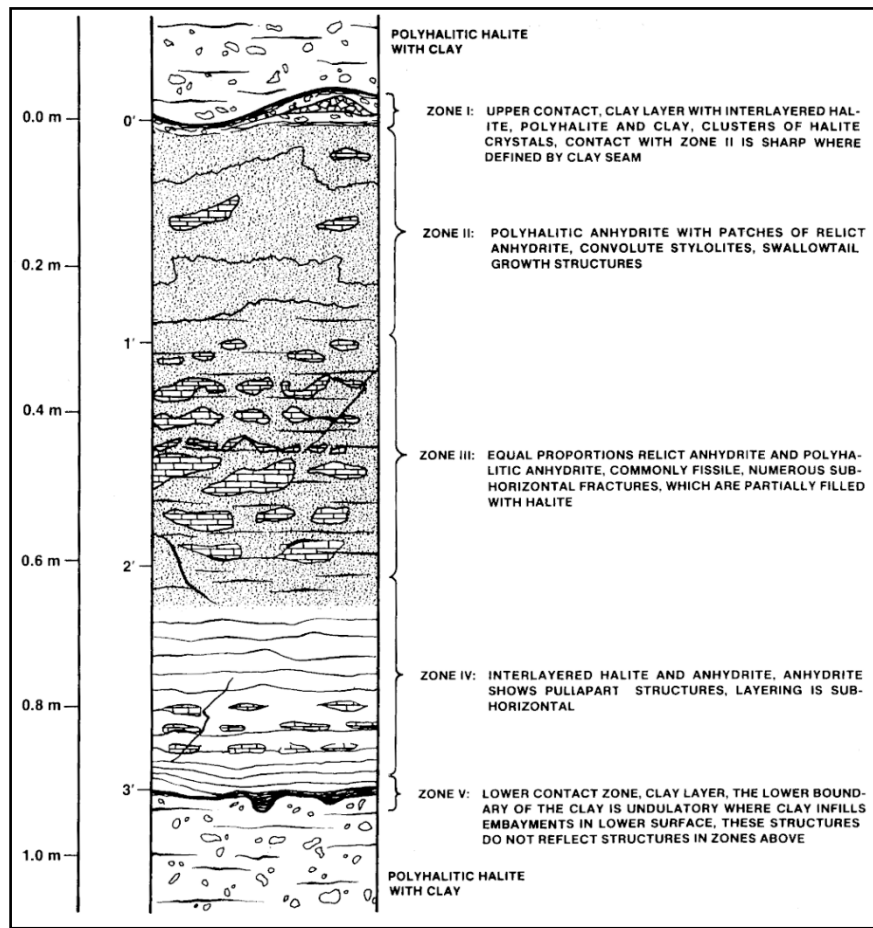 POLYHALITIC HALITE
WITH CLAY
0.0 m
0'
ZONE I: UPPER CONTACT, CLAY LAYER WITH INTERLAYERED HAL-
ITE, POLYHALITE AND CLAY, CLUSTERS OF HALITE
CRYSTALS, CONTACT WITH ZONE II IS SHARP WHERE
DEFINED BY CLAY SEAM
ZONE II: POLYHALITIC ANHYDRITE WITH PATCHES OF RELICT
ANHYDRITE, CONVOLUTE STYLOLITES, SWALLOWTAIL
GROWTH STRUCTURES
0.2 m
1'
0.4 m
ZONE III: EQUAL PROPORTIONS RELICT ANHYDRITE AND POLYHA-
LITIC ANHYDRITE, COMMONLY FISSILE, NUMEROUS SUB-
HORIZONTAL FRACTURES, WHICH ARE PARTIALLY FILLED
WITH HALITE
0.6 m
2'
ZONE IV: INTERLAYERED HALITE AND ANHYDRITE, ANHYDRITE
SHOWS PULLAPART STRUCTURES, LAYERING IS SUB-
HORIZONTAL
0.8 m
3'
ZONE V: LOWER CONTACT ZONE, CLAY LAYER, THE LOWER BOUND-
ARY OF THE CLAY IS UNDULATORY WHERE CLAY INFILLS
EMBAYMENTS IN LOWER SURFACE, THESE STRUCTURES
DO NOT REFLECT STRUCTURES IN ZONES ABOVE
1.0 m
POLYHALITIC HALITE
WITH CLAY